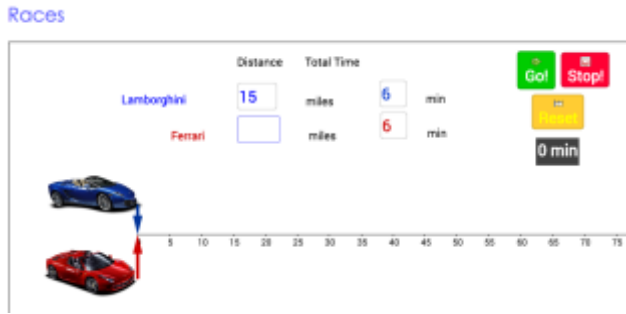 Races
Distance Total Time
Go! Stop!
Lamborghini 15 miles 6 min
Reset
Ferrari miles 6 min
0 min
5 10 15 20 25 30 35 40 45 50 55 60 65 70 75